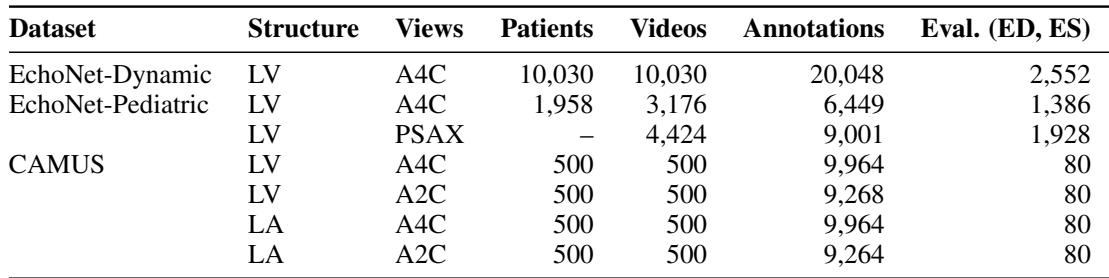 Dataset Structure Views Patients Videos Annotations Eval. (ED, ES)
EchoNet-Dynamic LV A4C 10,030 10,030 20,048 2,552
EchoNet-Pediatric LV A4C 1,958 3,176 6,449 1,386
LV PSAX – 4,424 9,001 1,928
CAMUS LV A4C 500 500 9,964 80
LV A2C 500 500 9,268 80
LA A4C 500 500 9,964 80
LA A2C 500 500 9,264 80